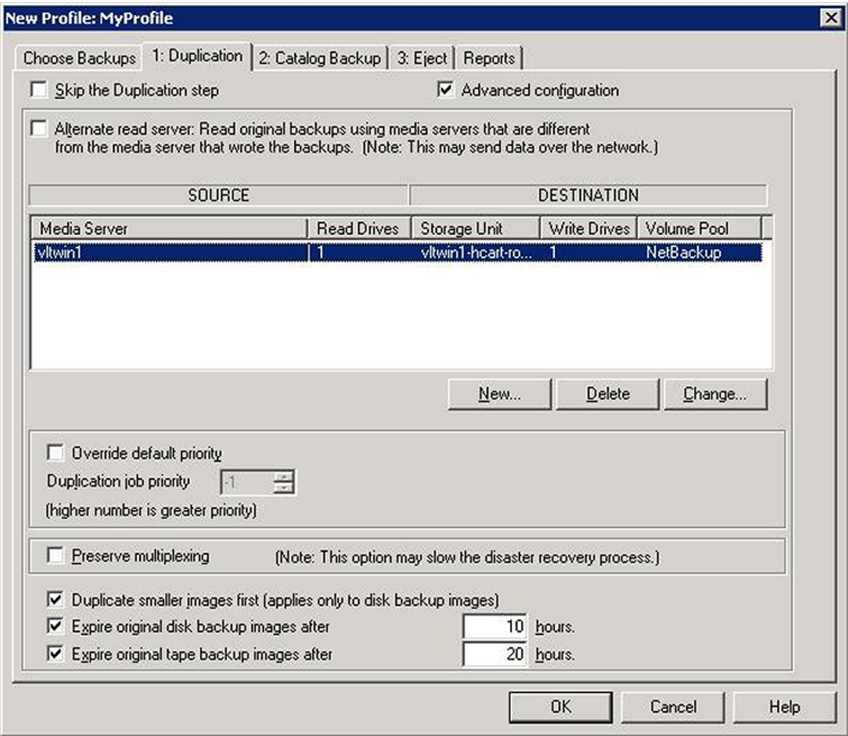 New Profile: MyProfile
Choose Backups 1: Duplication 2: Catalog Backup 3: Eject Reports
Skip the Duplication step Advanced configuration
Alternate read server: Read original backups using media servers that are different
from the media server that wrote the backups. (Note: This may send data over the network.)
SOURCE DESTINATION
Media Server Read Drives Storage Unit Write Drives Volume Pool
vltwin1 1 vltwin1-hcart-ro... 1 NetBackup
New... Delete Change...
Override default priority
Duplication job priority -1
(higher number is greater priority)
Preserve multiplexing (Note: This option may slow the disaster recovery process.)
Duplicate smaller images first (applies only to disk backup images)
Expire original disk backup images after 10 hours.
Expire original tape backup images after 20 hours.
OK Cancel Help